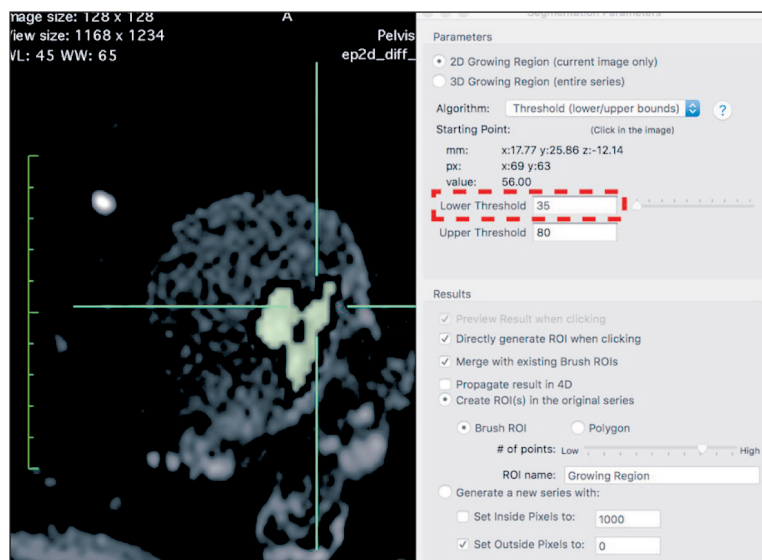 mage size: 128 x 128
View size: 1168 x 1234
WL: 45 WW: 65
A
Pelvis
ep2d_diff_
Segmentation Parameters
Parameters
2D Growing Region (current image only)
3D Growing Region (entire series)
Algorithm: Threshold (lower/upper bounds) ?
Starting Point: (Click in the image)
mm: x:17.77 y:25.86 z:-12.14
px: x:69 y:63
value: 56.00
Lower Threshold 35
Upper Threshold 80
Results
Preview Result when clicking
Directly generate ROI when clicking
Merge with existing Brush ROIs
Propagate result in 4D
Create ROI(s) in the original series
Brush ROI Polygon
# of points: Low High
ROI name: Growing Region
Generate a new series with:
Set Inside Pixels to: 1000
Set Outside Pixels to: 0